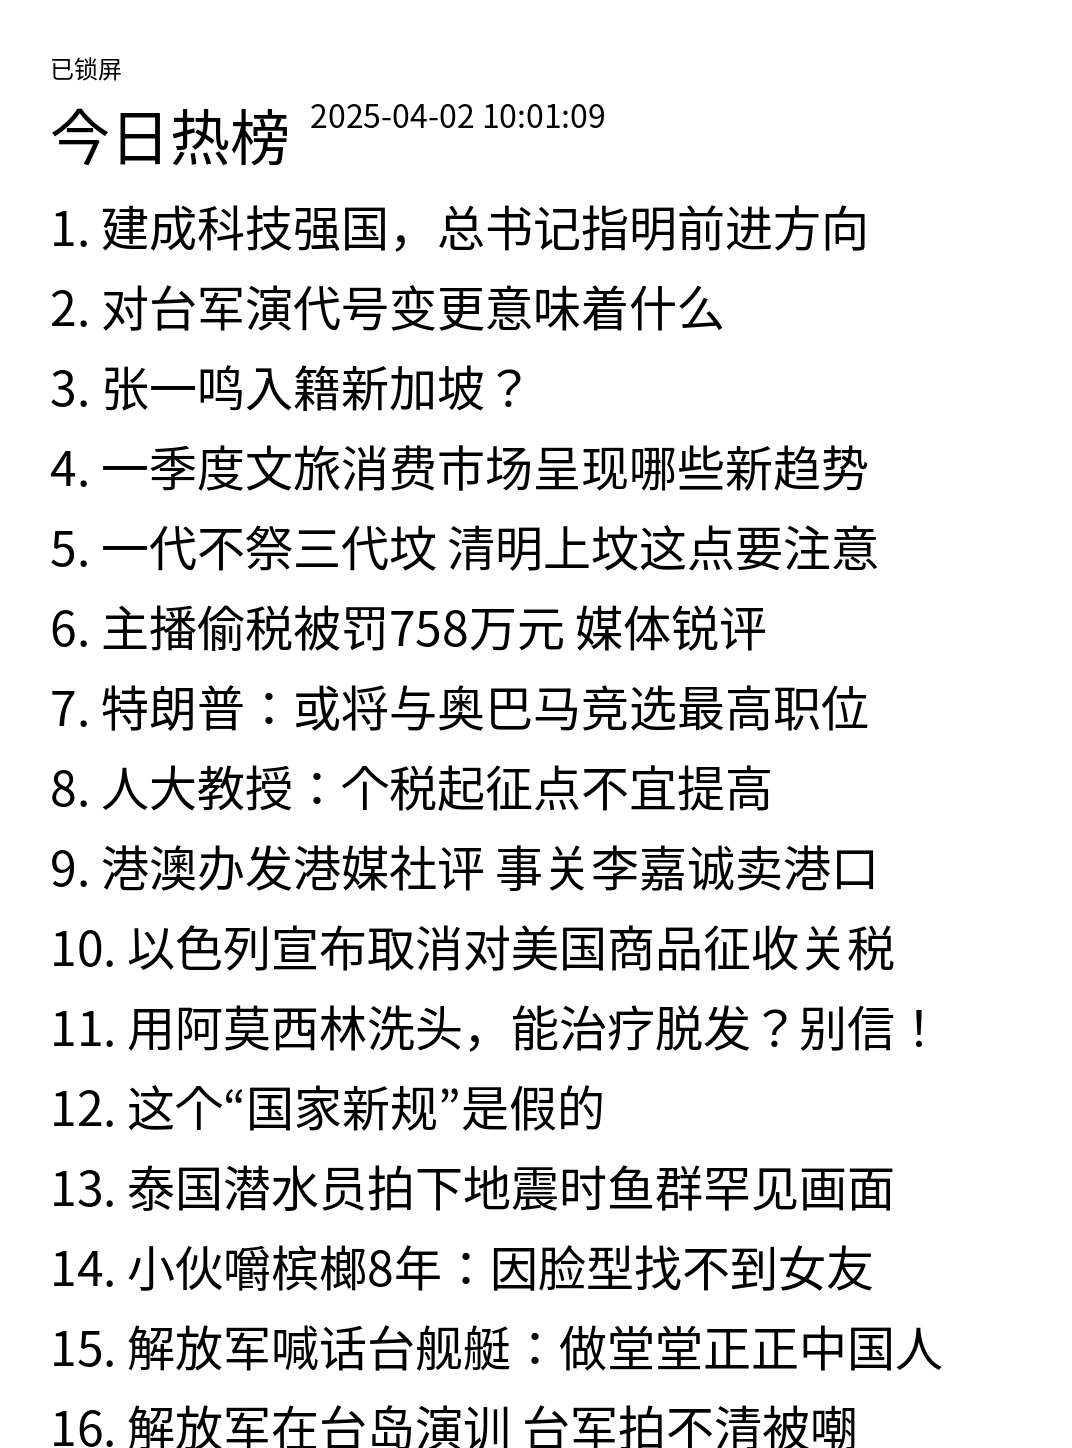 已锁屏
今日热榜 2025-04-02 10:01:09
1. 建成科技强国，总书记指明前进方向
2. 对台军演代号变更意味着什么
3. 张一鸣入籍新加坡？
4. 一季度文旅消费市场呈现哪些新趋势
5. 一代不祭三代坟 清明上坟这点要注意
6. 主播偷税被罚758万元 媒体锐评
7. 特朗普：或将与奥巴马竞选最高职位
8. 人大教授：个税起征点不宜提高
9. 港澳办发港媒社评 事关李嘉诚卖港口
10. 以色列宣布取消对美国商品征收关税
11. 用阿莫西林洗头，能治疗脱发？别信！
12. 这个“国家新规”是假的
13. 泰国潜水员拍下地震时鱼群罕见画面
14. 小伙嚼槟榔8年：因脸型找不到女友
15. 解放军喊话台舰艇：做堂堂正正中国人
16. 解放军在台岛演训 台军拍不清被嘲